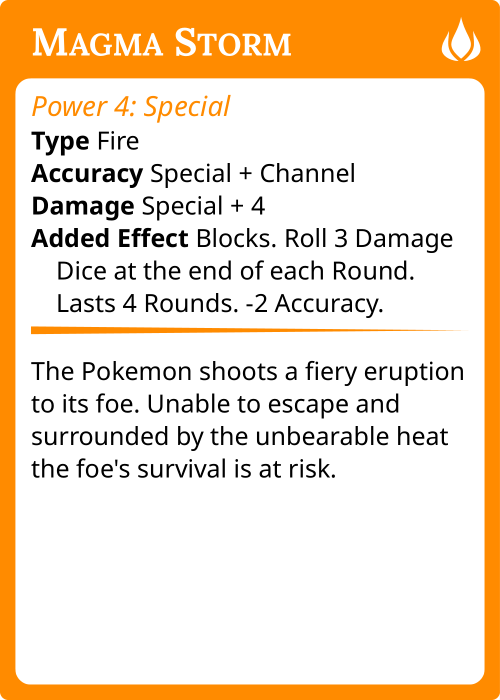 Magma Storm
Power 4: Special
Type Fire
Accuracy Special + Channel
Damage Special + 4
Added Effect Blocks. Roll 3 Damage
Dice at the end of each Round.
Lasts 4 Rounds. -2 Accuracy.
The Pokemon shoots a fiery eruption
to its foe. Unable to escape and
surrounded by the unbearable heat
the foe's survival is at risk.